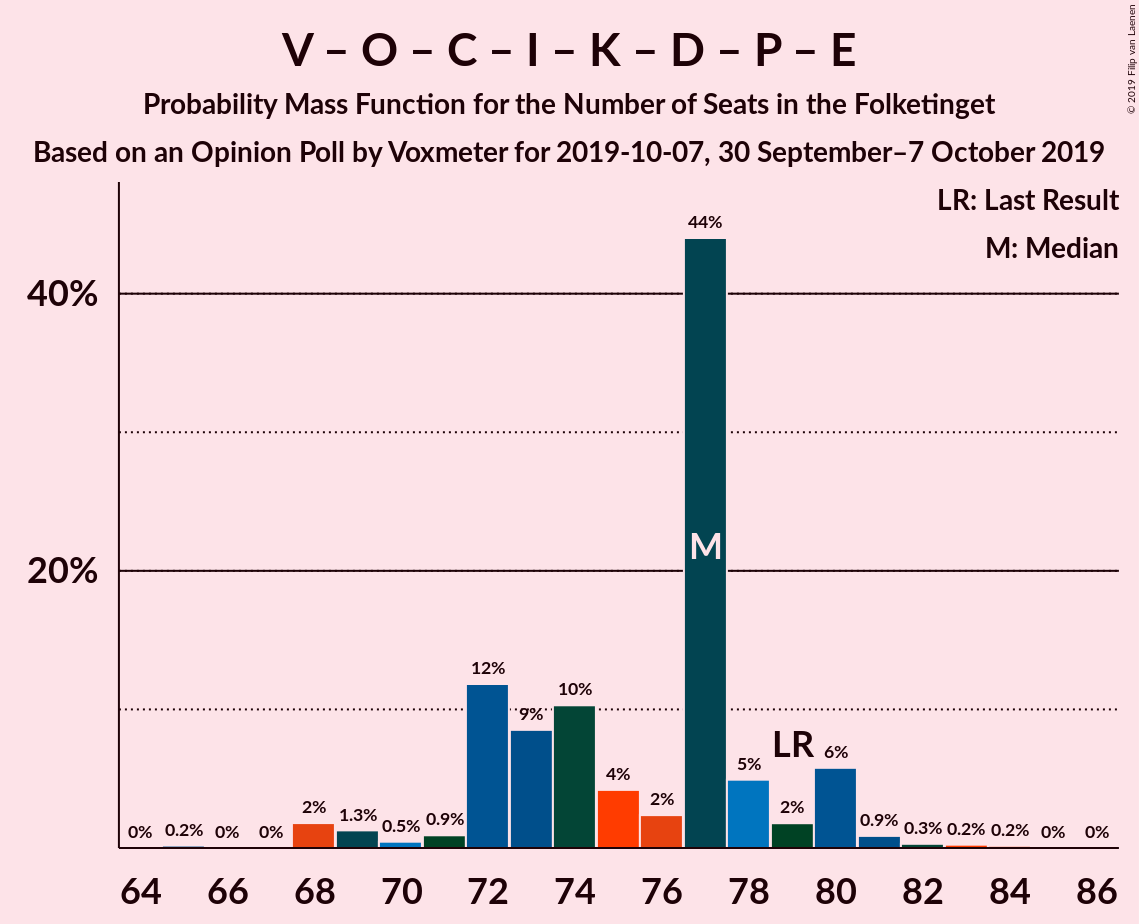 V – O – C – I – K – D – P – E
Probability Mass Function for the Number of Seats in the Folketinget
Based on an Opinion Poll by Voxmeter for 2019-10-07, 30 September–7 October 2019
© 2019 Filip van Laenen
LR: Last Result
M: Median
40%
20%
0%
0.2%
0%
0%
2%
1.3%
0.5%
0.9%
12%
9%
10%
4%
2%
44%
M
5%
LR
2%
6%
0.9%
0.3%
0.2%
0.2%
0%
0%
64 66 68 70 72 74 76 78 80 82 84 86